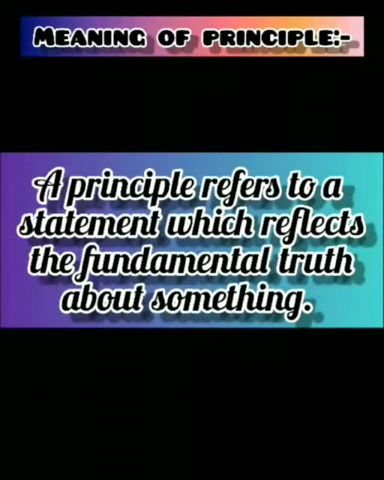 MEANING OF PRINCIPLE:-
A principle refers to a
statement which reflects
the fundamental truth
about something.